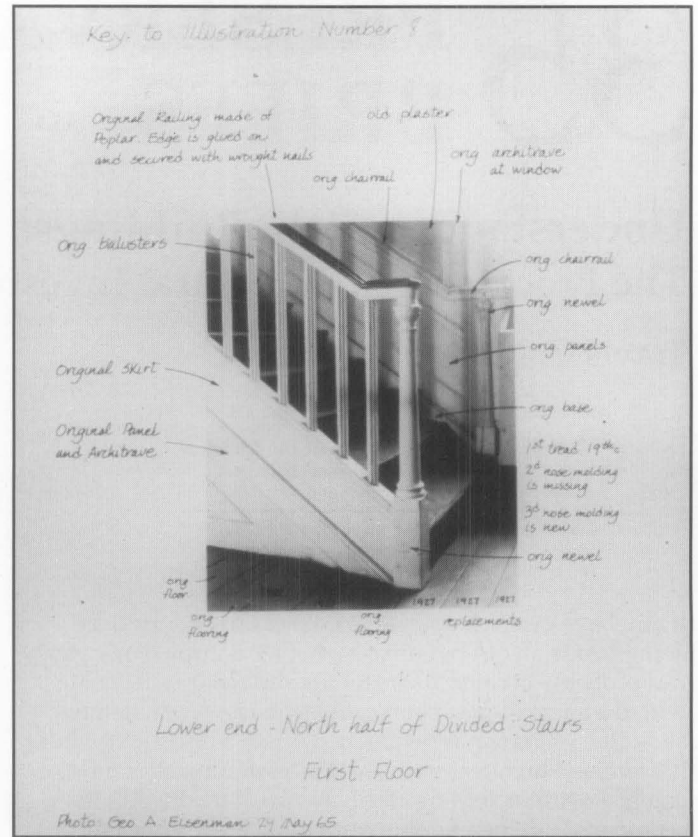 Key to Illustration Number 8
Original Railing made of
Poplar. Edge is glued on
and secured with wrought nails
old plaster
orig architrave
at window
orig chairrail
Orig balusters
orig chairrail
orig newel
orig panels
Original Skirt
orig base
Original Panel
and Architrave
1st tread 19th c
2d nose molding
is missing
3d nose molding
is new
orig newel
orig
floor
orig
flooring
orig
flooring
1927 1927 1927
replacements
Lower end - North half of Divided Stairs
First Floor
Photo: Geo A. Eisenman 24 May 65